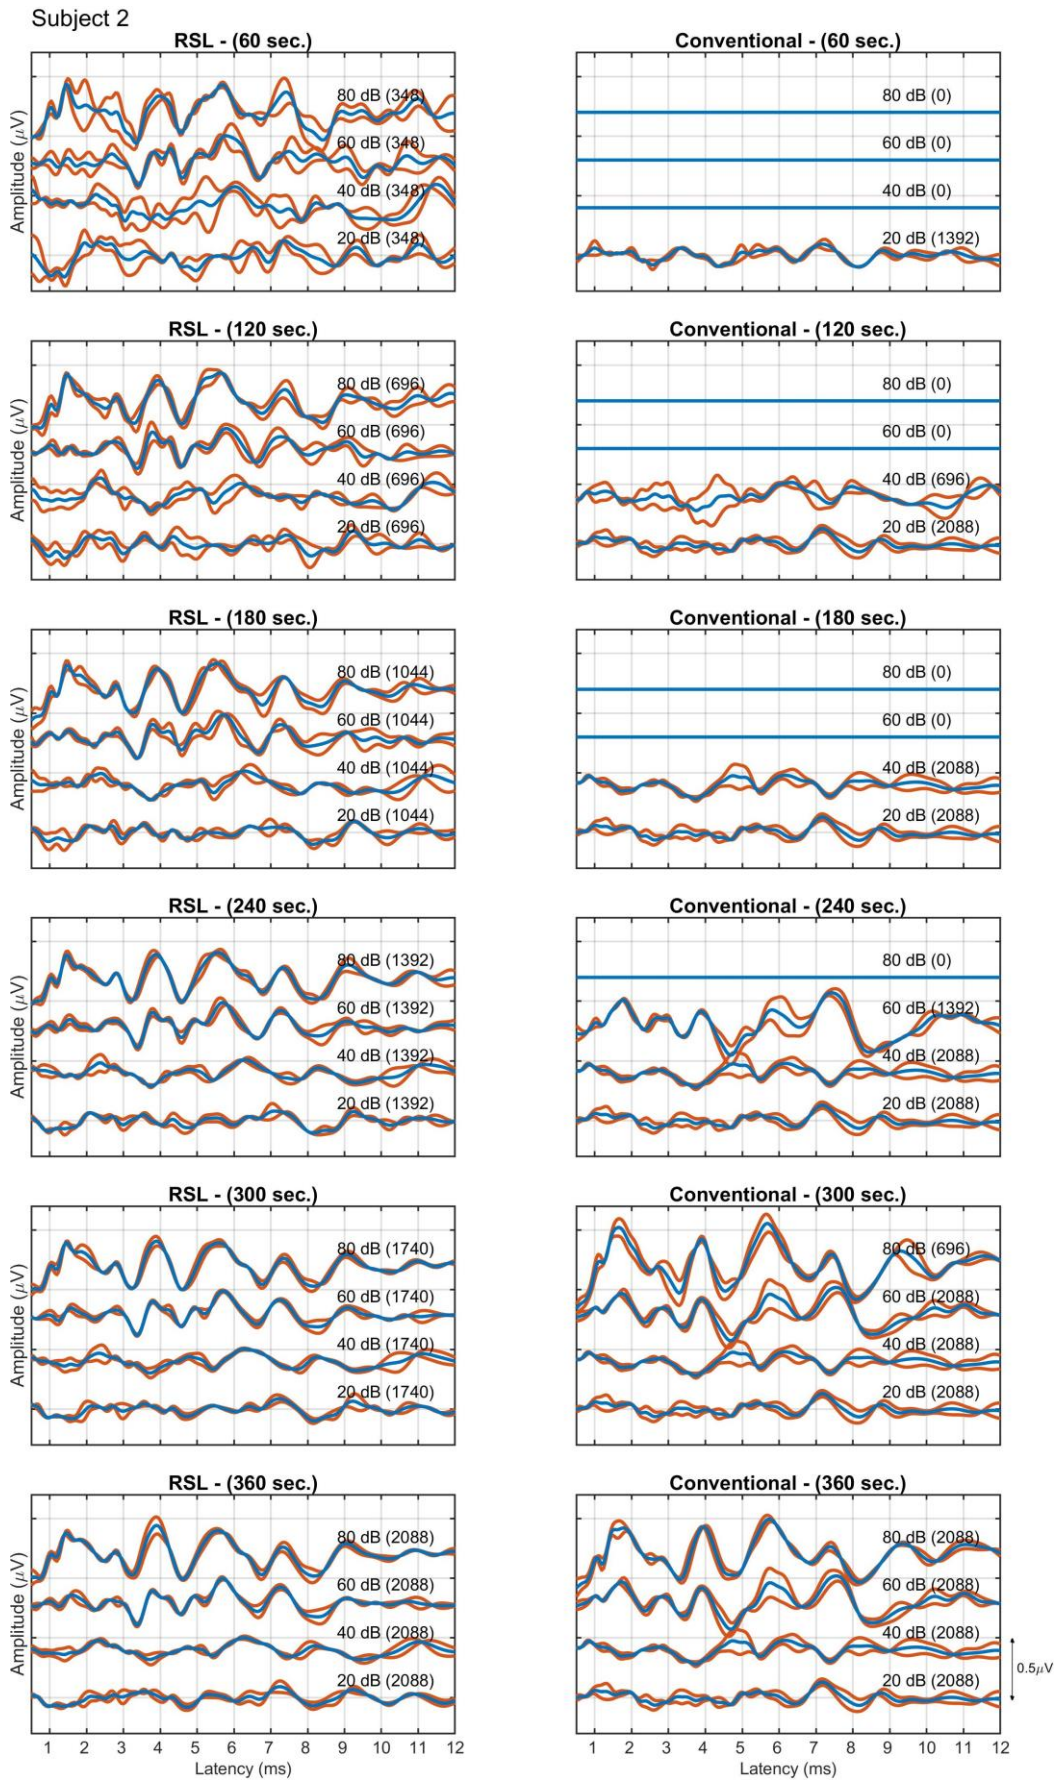 Subject 2
RSL - (60 sec.)
Amplitude (μV)
80 dB (348)
60 dB (348)
40 dB (348)
20 dB (348)
Conventional - (60 sec.)
80 dB (0)
60 dB (0)
40 dB (0)
20 dB (1392)
RSL - (120 sec.)
Amplitude (μV)
80 dB (696)
60 dB (696)
40 dB (696)
20 dB (696)
Conventional - (120 sec.)
80 dB (0)
60 dB (0)
40 dB (696)
20 dB (2088)
RSL - (180 sec.)
Amplitude (μV)
80 dB (1044)
60 dB (1044)
40 dB (1044)
20 dB (1044)
Conventional - (180 sec.)
80 dB (0)
60 dB (0)
40 dB (2088)
20 dB (2088)
RSL - (240 sec.)
Amplitude (μV)
80 dB (1392)
60 dB (1392)
40 dB (1392)
20 dB (1392)
Conventional - (240 sec.)
80 dB (0)
60 dB (1392)
40 dB (2088)
20 dB (2088)
RSL - (300 sec.)
Amplitude (μV)
80 dB (1740)
60 dB (1740)
40 dB (1740)
20 dB (1740)
Conventional - (300 sec.)
80 dB (696)
60 dB (2088)
40 dB (2088)
20 dB (2088)
RSL - (360 sec.)
Amplitude (μV)
80 dB (2088)
60 dB (2088)
40 dB (2088)
20 dB (2088)
1 2 3 4 5 6 7 8 9 10 11 12
Latency (ms)
Conventional - (360 sec.)
80 dB (2088)
60 dB (2088)
40 dB (2088)
20 dB (2088)
0.5μV
1 2 3 4 5 6 7 8 9 10 11 12
Latency (ms)